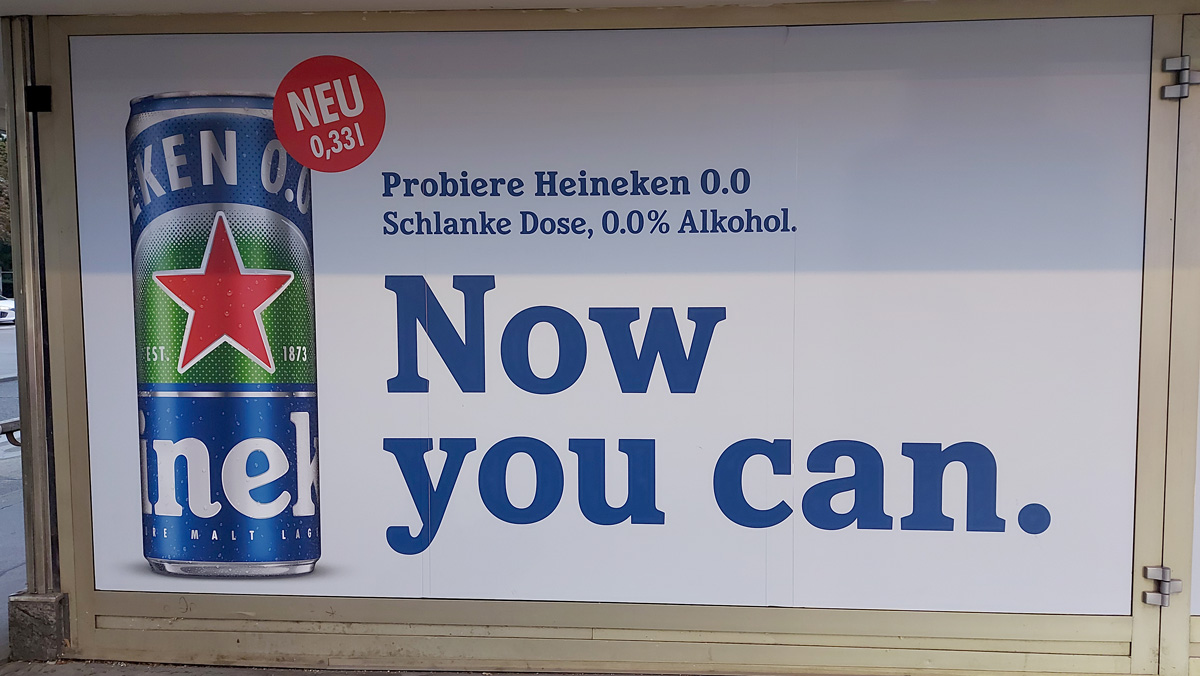 NEU
0,33l
EKEN 0.0
EST. 1873
inek
RE MALT LAG
Probiere Heineken 0.0
Schlanke Dose, 0.0% Alkohol.
Now
you can.